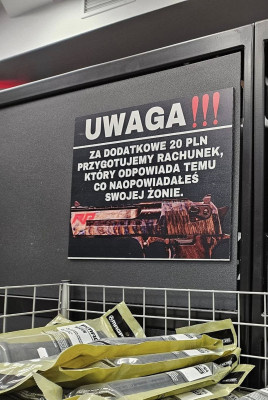 UWAGA!!!
ZA DODATKOWE 20 PLN
PRZYGOTUJEMY RACHUNEK,
KTÓRY ODPOWIADA TEMU
CO NAOPOWIADAŁEŚ
SWOJEJ ŻONIE.